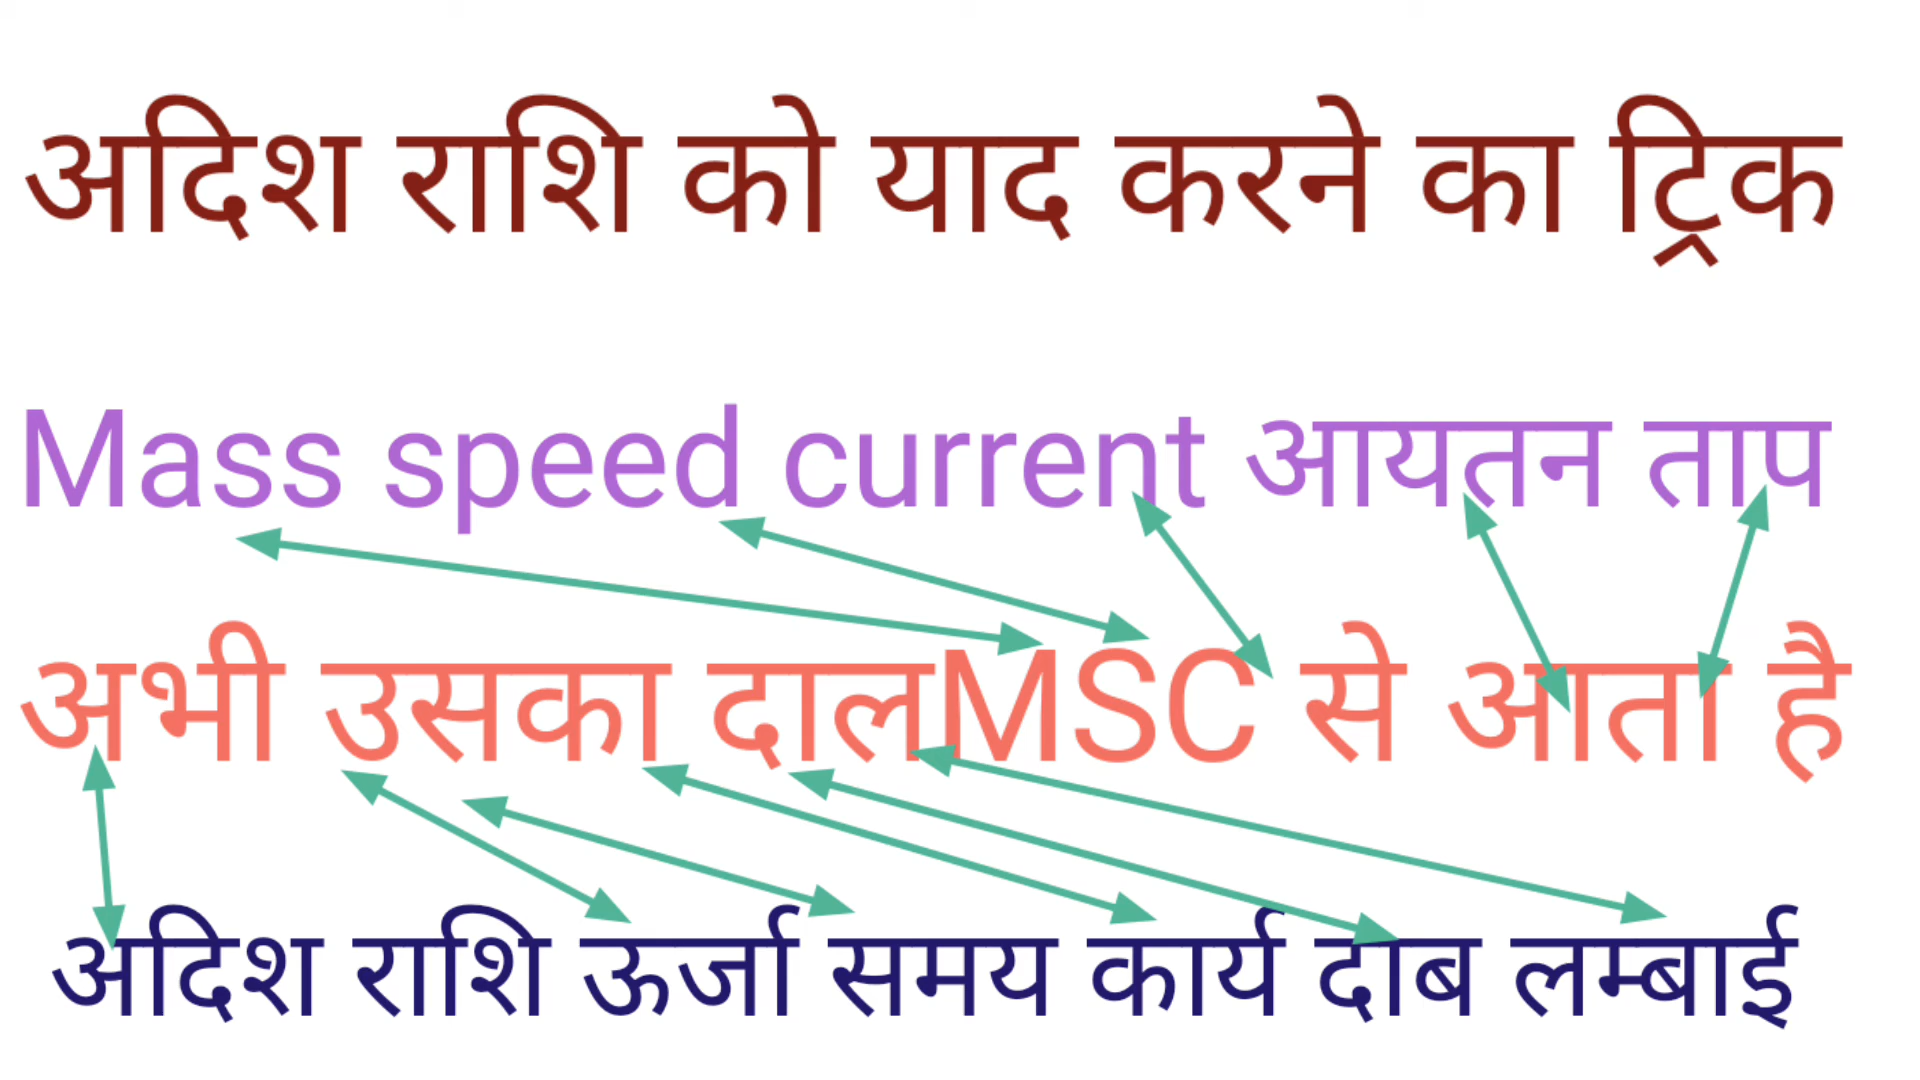 अदिश राशि को याद करने का ट्रिक
Mass speed current आयतन ताप
अभी उसका दालMSC से आता है
अदिश राशि ऊर्जा समय कार्य दाब लम्बाई